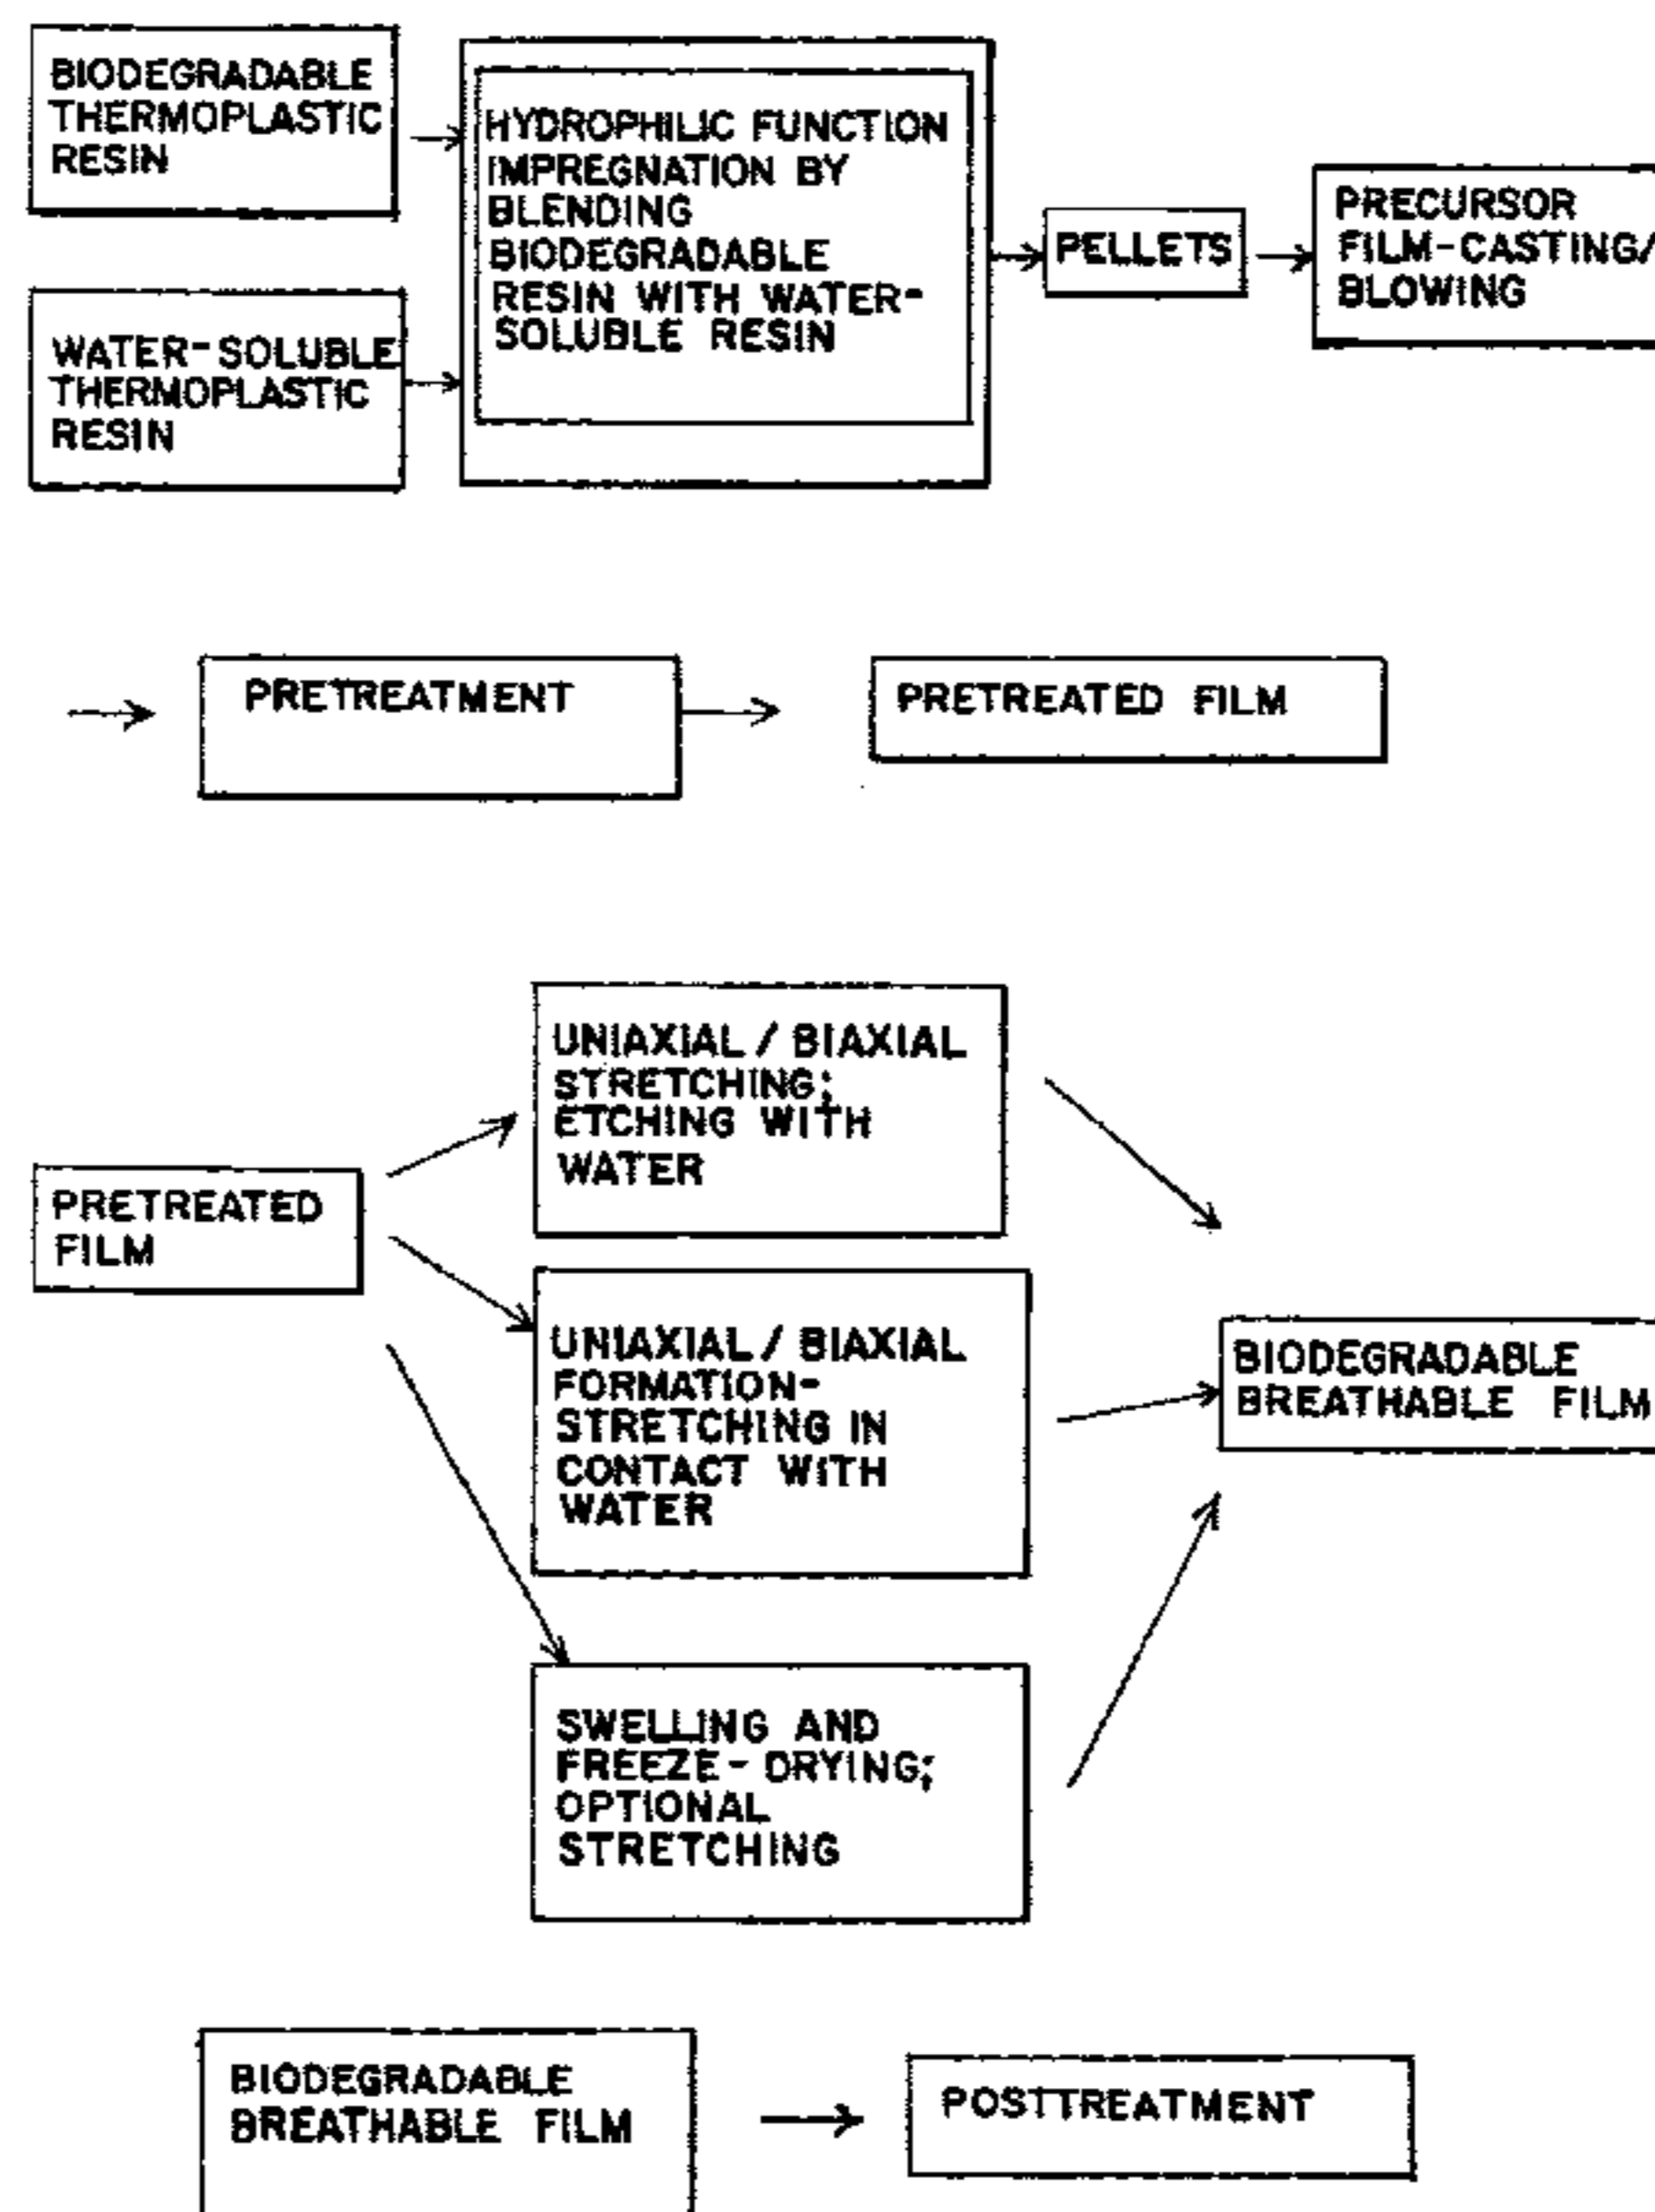 BIODEGRADABLE
THERMOPLASTIC
RESIN
WATER-SOLUBLE
THERMOPLASTIC
RESIN
HYDROPHILIC FUNCTION
IMPREGNATION BY
BLENDING
BIODEGRADABLE
RESIN WITH WATER-
SOLUBLE RESIN
PELLETS
PRECURSOR
FILM-CASTING/
BLOWING
PRETREATMENT
PRETREATED FILM
PRETREATED
FILM
UNIAXIAL / BIAXIAL
STRETCHING;
ETCHING WITH
WATER
UNIAXIAL / BIAXIAL
FORMATION-
STRETCHING IN
CONTACT WITH
WATER
SWELLING AND
FREEZE-DRYING;
OPTIONAL
STRETCHING
BIODEGRADABLE
BREATHABLE FILM
BIODEGRADABLE
BREATHABLE FILM
POSTTREATMENT